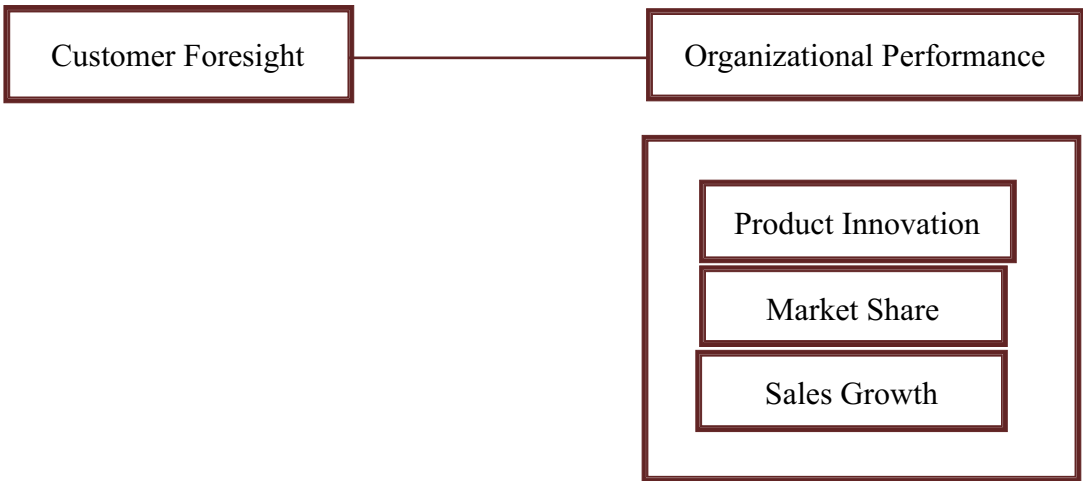 Customer Foresight
Organizational Performance
Product Innovation
Market Share
Sales Growth